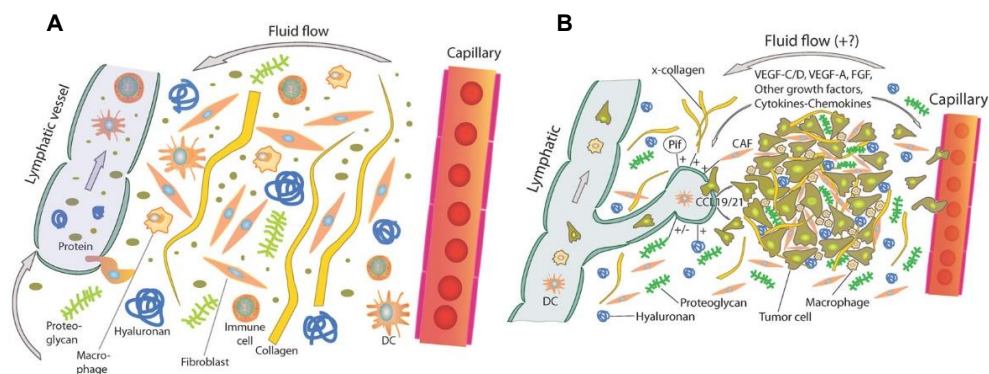 A
Fluid flow
Capillary
Lymphatic vessel
Protein
Proteo-
glycan
Macro-
phage
Hyaluronan
Fibroblast
Immune
cell
Collagen
DC
B
Fluid flow (+?)
x-collagen
VEGF-C/D, VEGF-A, FGF,
Other growth factors,
Cytokines-Chemokines
Capillary
Lymphatic
Pif
CAF
+
+
+
CCL19/21
+/-
+
DC
Proteoglycan
Hyaluronan
Macrophage
Tumor cell